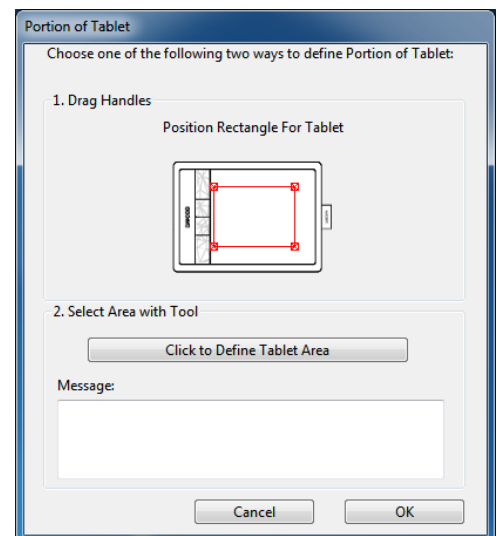 Portion of Tablet
Choose one of the following two ways to define Portion of Tablet:
1. Drag Handles
Position Rectangle For Tablet
2. Select Area with Tool
Click to Define Tablet Area
Message:
Cancel
OK